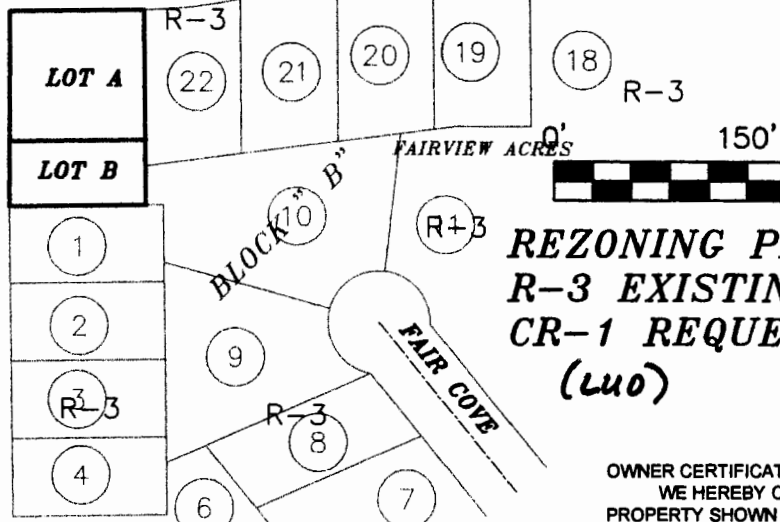 R-3
LOT A
22
21
20
19
18
R-3
LOT B
FAIRVIEW ACRES
0' 150'
BLOCK "B"
10
R-3
1
REZONING P
R-3 EXISTIN
CR-1 REQUE
(LUO)
2
9
FAIR COVE
3
R-3
R-3
8
4
6
7
OWNER CERTIFICAT
WE HEREBY C
PROPERTY SHOWN